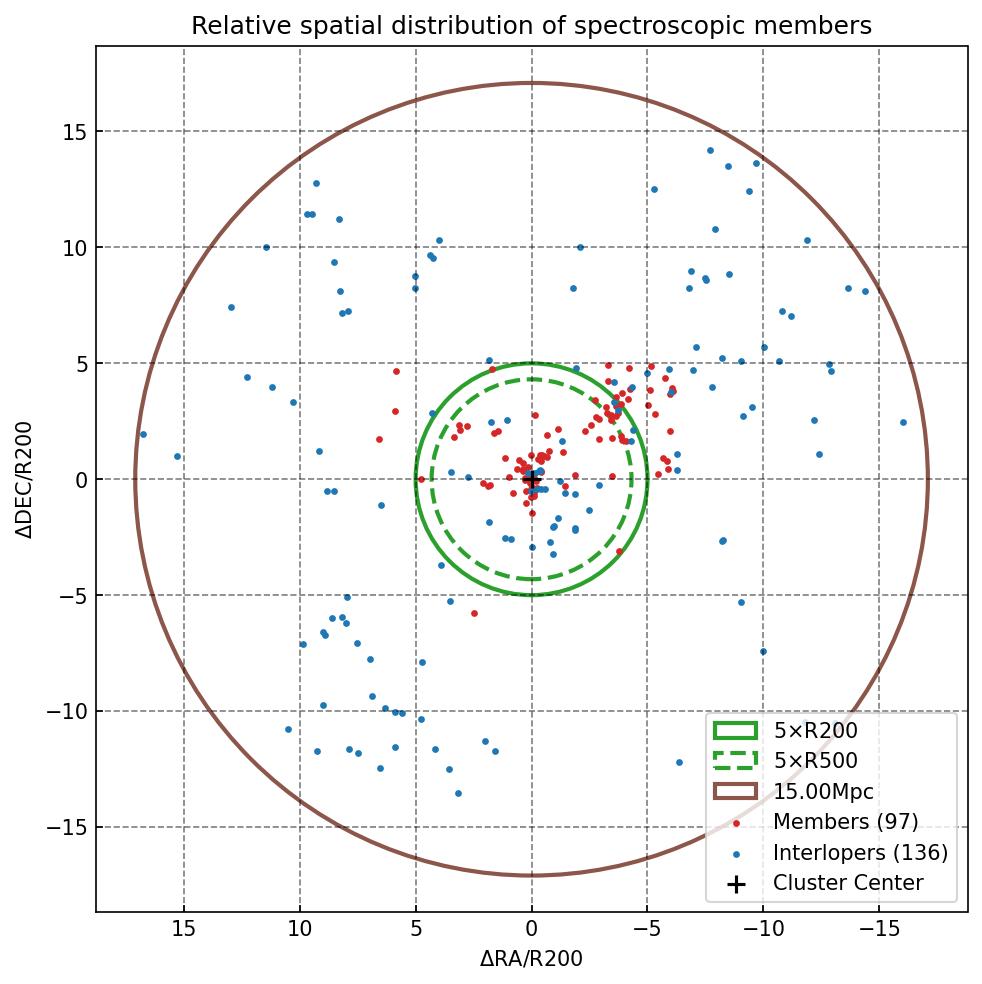 Relative spatial distribution of spectroscopic members
15
10
5
0
−5
−10
−15
ΔDEC/R200
5×R200
5×R500
15.00Mpc
Members (97)
Interlopers (136)
Cluster Center
15
10
5
0
−5
−10
−15
ΔRA/R200